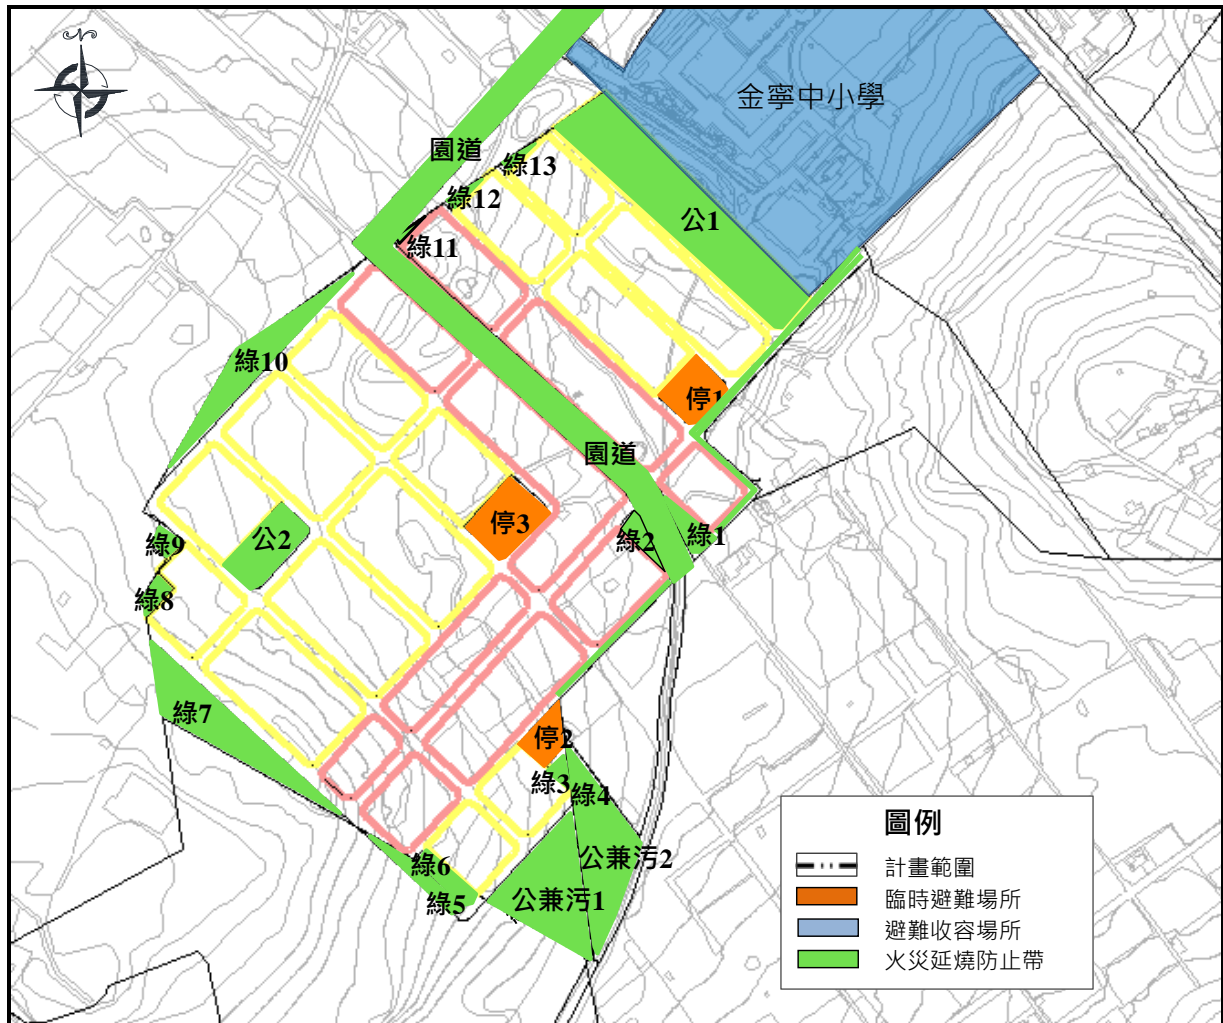 金寧中小學
園道
綠13
綠12
公1
綠11
綠10
停1
園道
停3
綠1
綠2
公2
綠9
綠8
綠7
停2
綠3
綠4
公兼污2
綠6
公兼污1
綠5
圖例
計畫範圍
臨時避難場所
避難收容場所
火災延燒防止帶